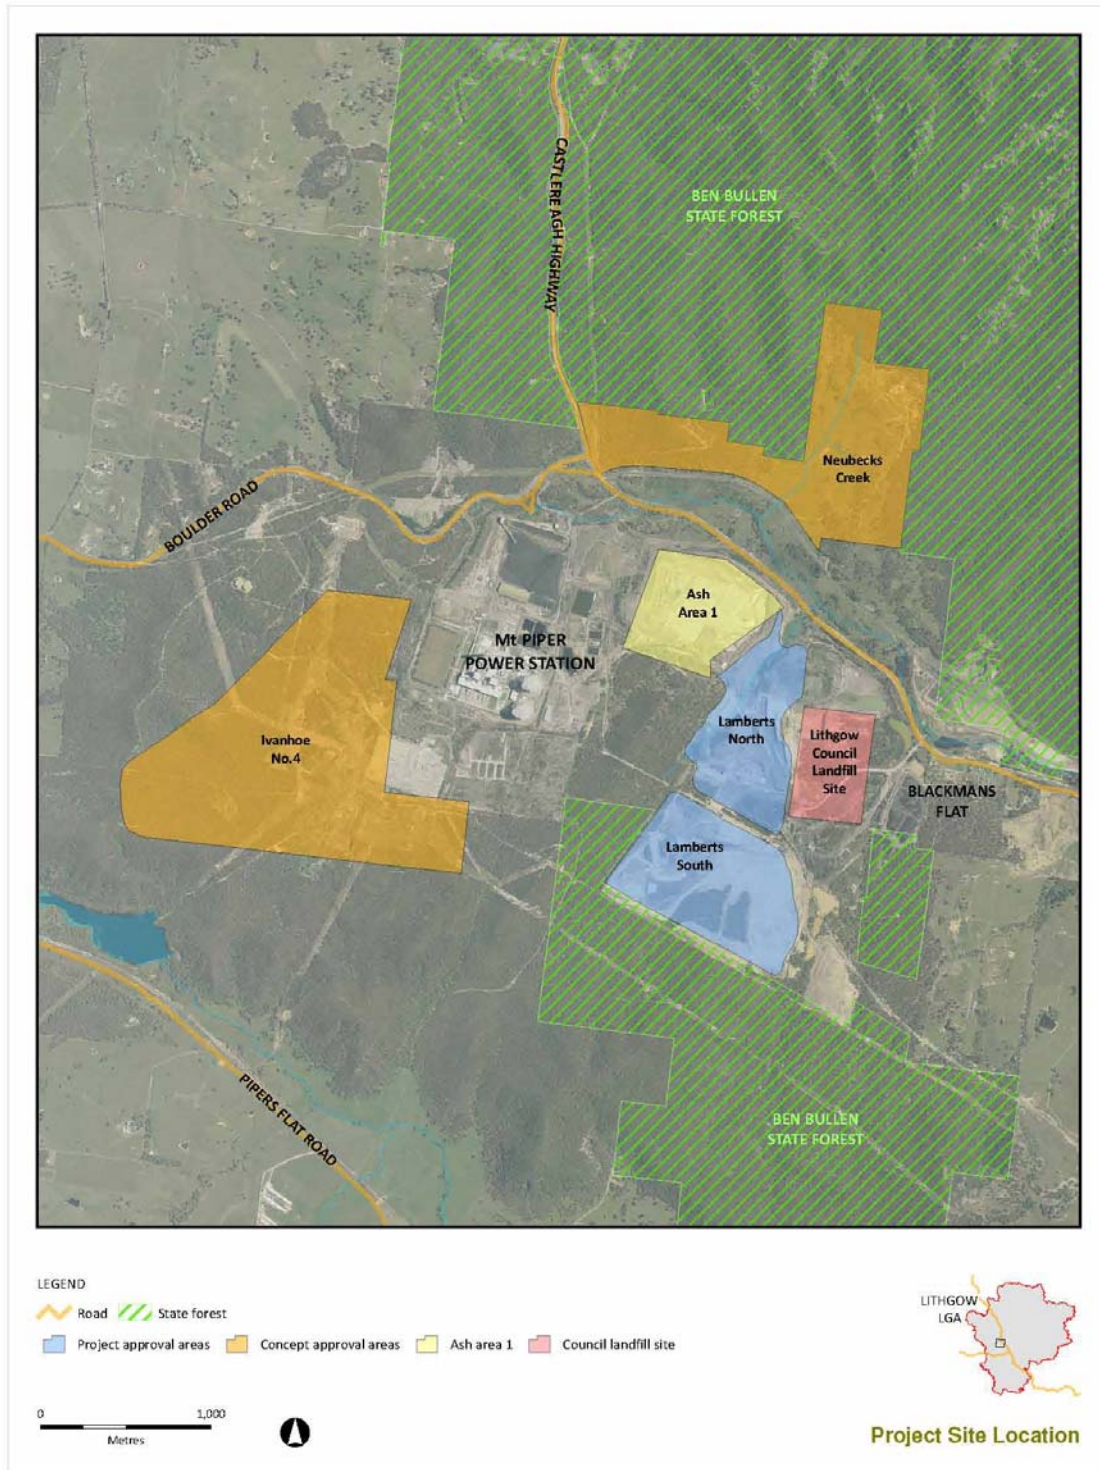 CASTLEREAGH HIGHWAY
BEN BULLEN
STATE FOREST
Neubecks
Creek
BOULDER ROAD
Ash
Area 1
Mt PIPER
POWER STATION
Lamberts
North
Lithgow
Council
Landfill
Site
Ivanhoe
No.4
BLACKMANS
FLAT
Lamberts
South
PIPERS FLAT ROAD
BEN BULLEN
STATE FOREST
LEGEND
Road
State forest
Project approval areas
Concept approval areas
Ash area 1
Council landfill site
LITHGOW
LGA
0
1,000
Metres
Project Site Location